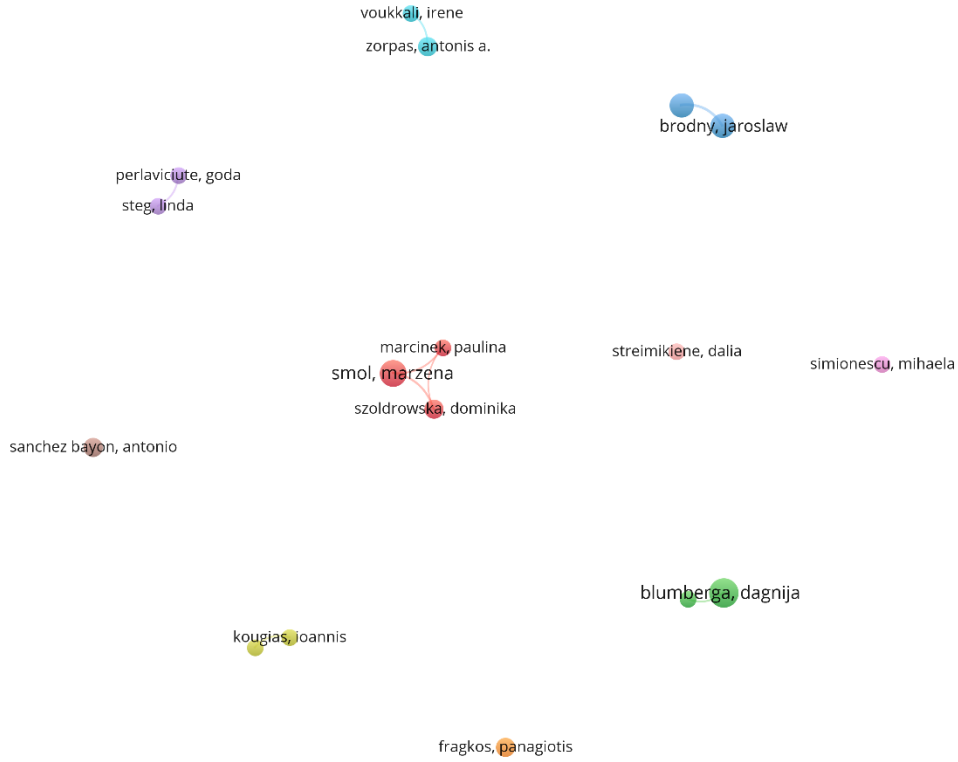 voukkali, irene
zorpas, antonis a.
brodny, jaroslaw
perlaviciute, goda
steg, linda
marcinek, paulina
streimikiene, dalia
simionescu, mihaela
smol, marzena
szoldrowska, dominika
sanchez bayon, antonio
blumberga, dagnija
kougias, ioannis
fragkos, panagiotis